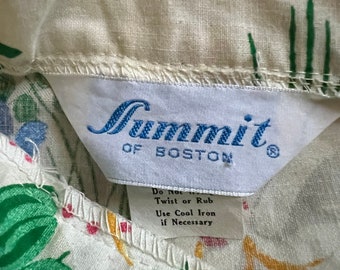 Summit
OF BOSTON ®
Do Not
Twist or Rub
Use Cool Iron
if Necessary